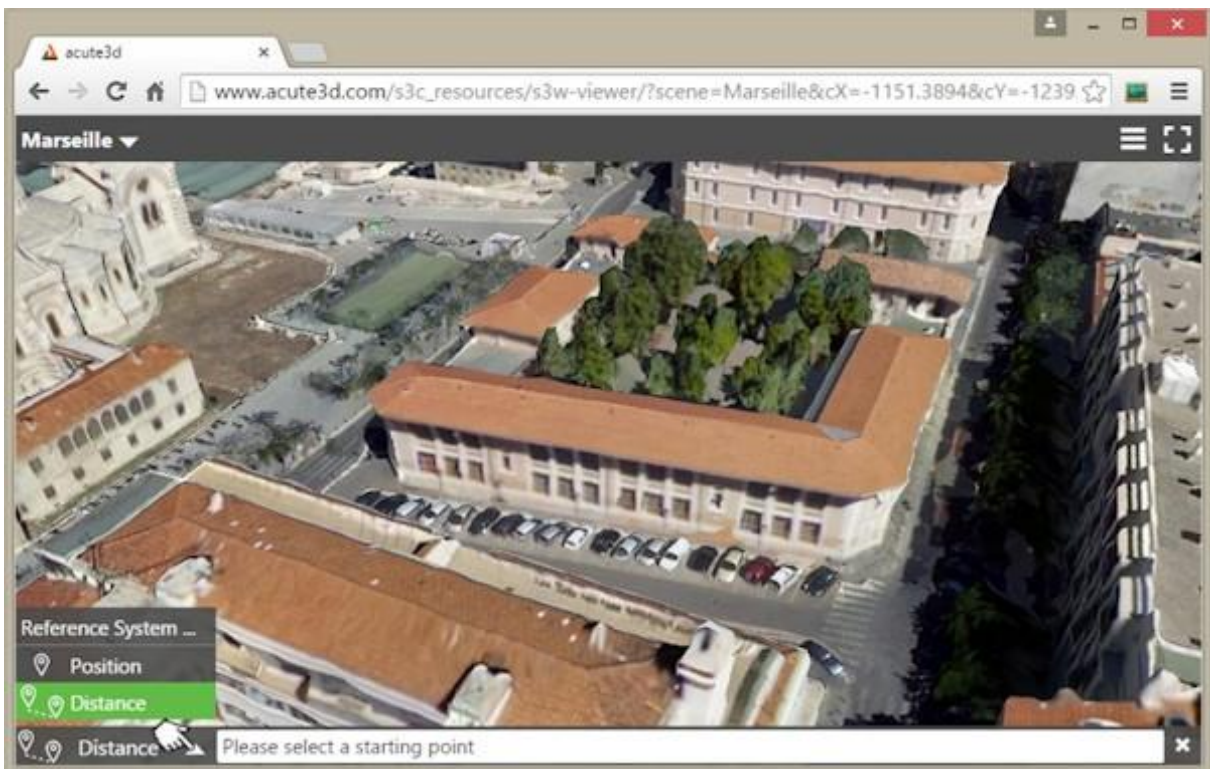 acute3d
www.acute3d.com/s3c_resources/s3w-viewer/?scene=Marseille&cX=-1151.3894&cY=-1239
Marseille
Reference System ...
Position
Distance
Distance
Please select a starting point